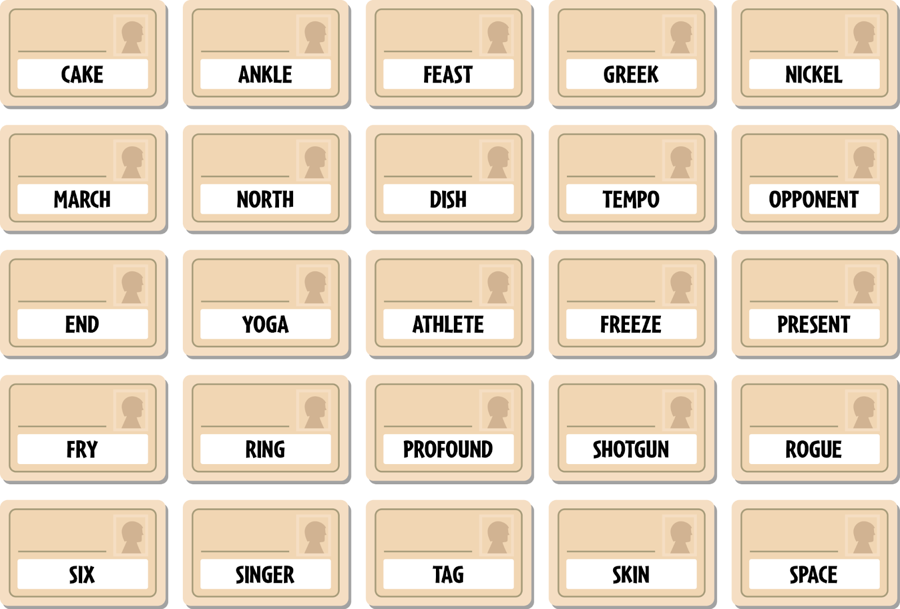 CAKE
ANKLE
FEAST
GREEK
NICKEL
MARCH
NORTH
DISH
TEMPO
OPPONENT
END
YOGA
ATHLETE
FREEZE
PRESENT
FRY
RING
PROFOUND
SHOTGUN
ROGUE
SIX
SINGER
TAG
SKIN
SPACE